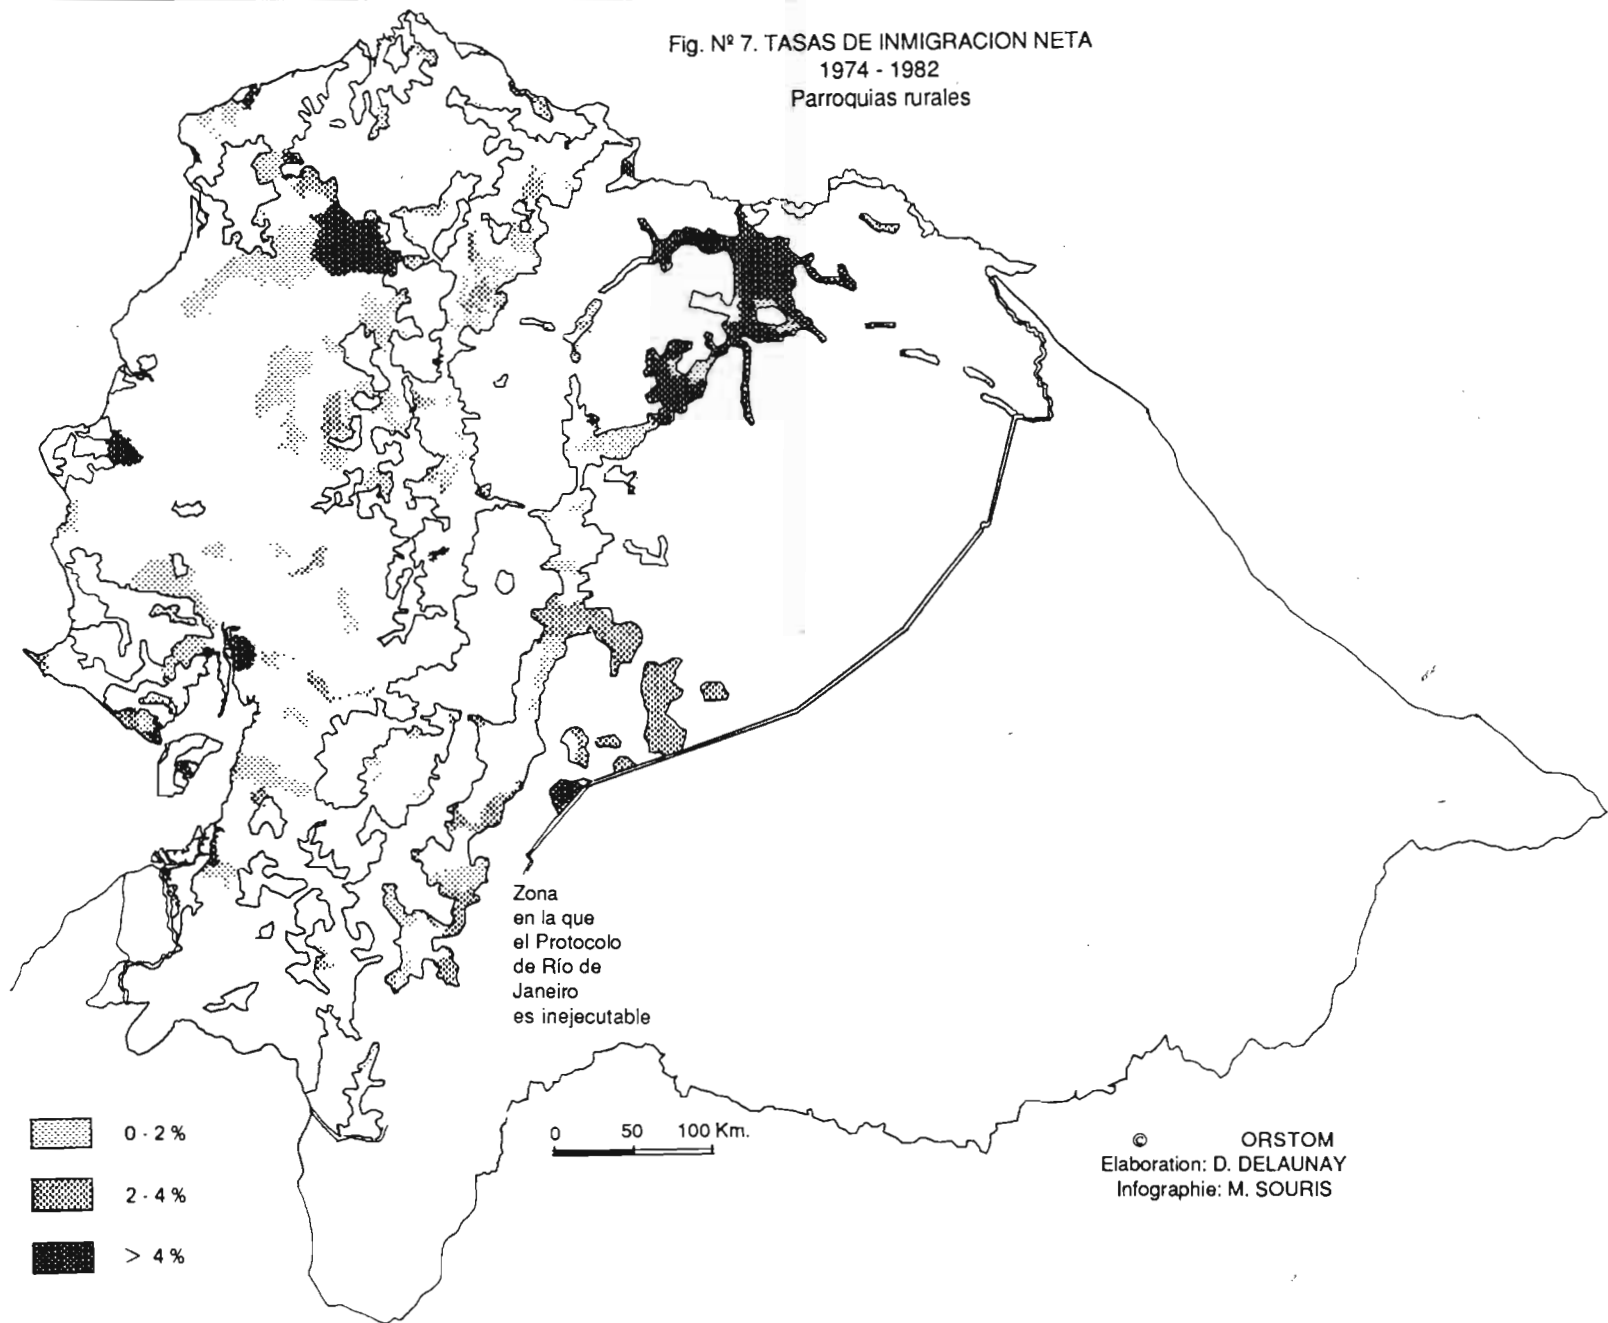 Fig. Nº 7. TASAS DE INMIGRACION NETA
1974 - 1982
Parroquias rurales
Zona
en la que
el Protocolo
de Río de
Janeiro
es inejecutable
0 - 2 %
2 - 4 %
> 4 %
0 50 100 Km.
© ORSTOM
Elaboration: D. DELAUNAY
Infographie: M. SOURIS